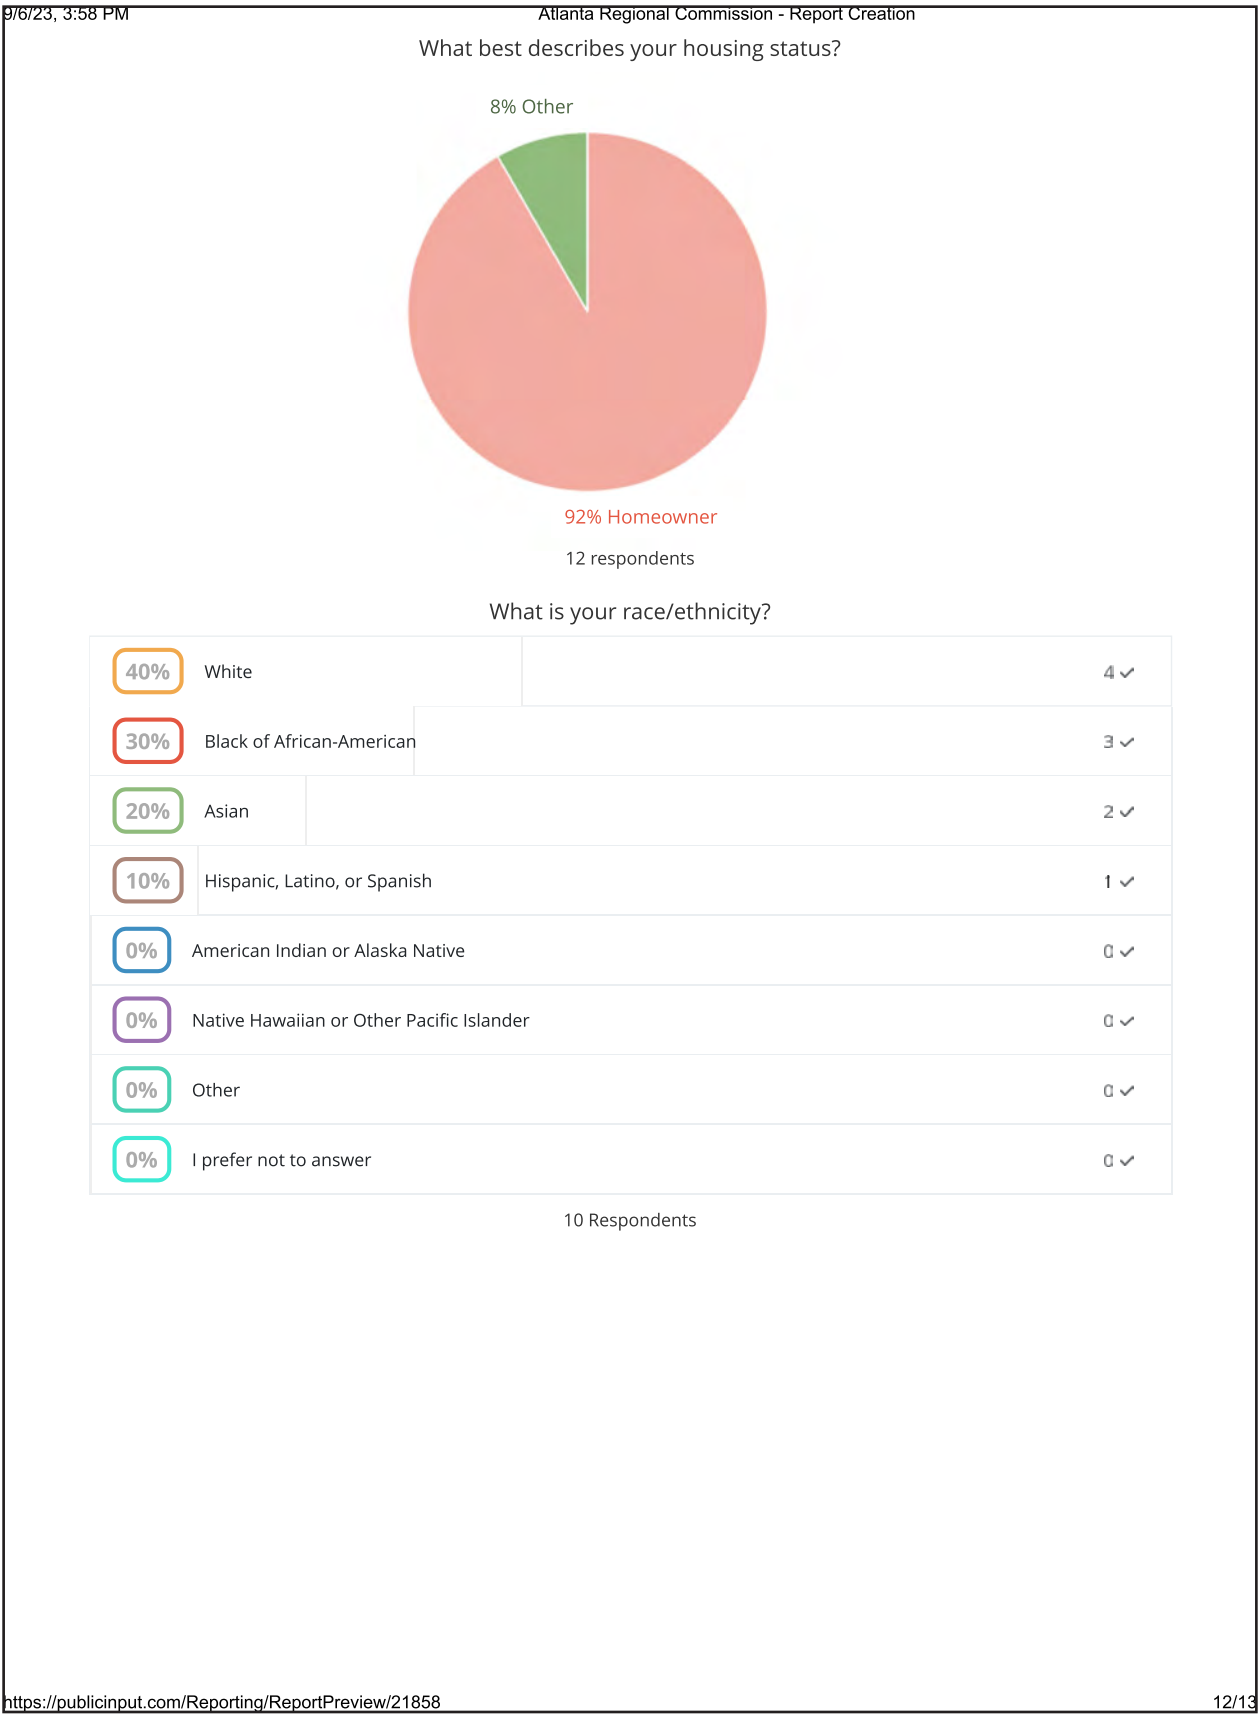 9/6/23, 3:58 PM Atlanta Regional Commission - Report Creation
What best describes your housing status?
8% Other
92% Homeowner
12 respondents
What is your race/ethnicity?
40% White 4
30% Black of African-American 3
20% Asian 2
10% Hispanic, Latino, or Spanish 1
0% American Indian or Alaska Native 0
0% Native Hawaiian or Other Pacific Islander 0
0% Other 0
0% I prefer not to answer 0
10 Respondents
https://publicinput.com/Reporting/ReportPreview/21858 12/13